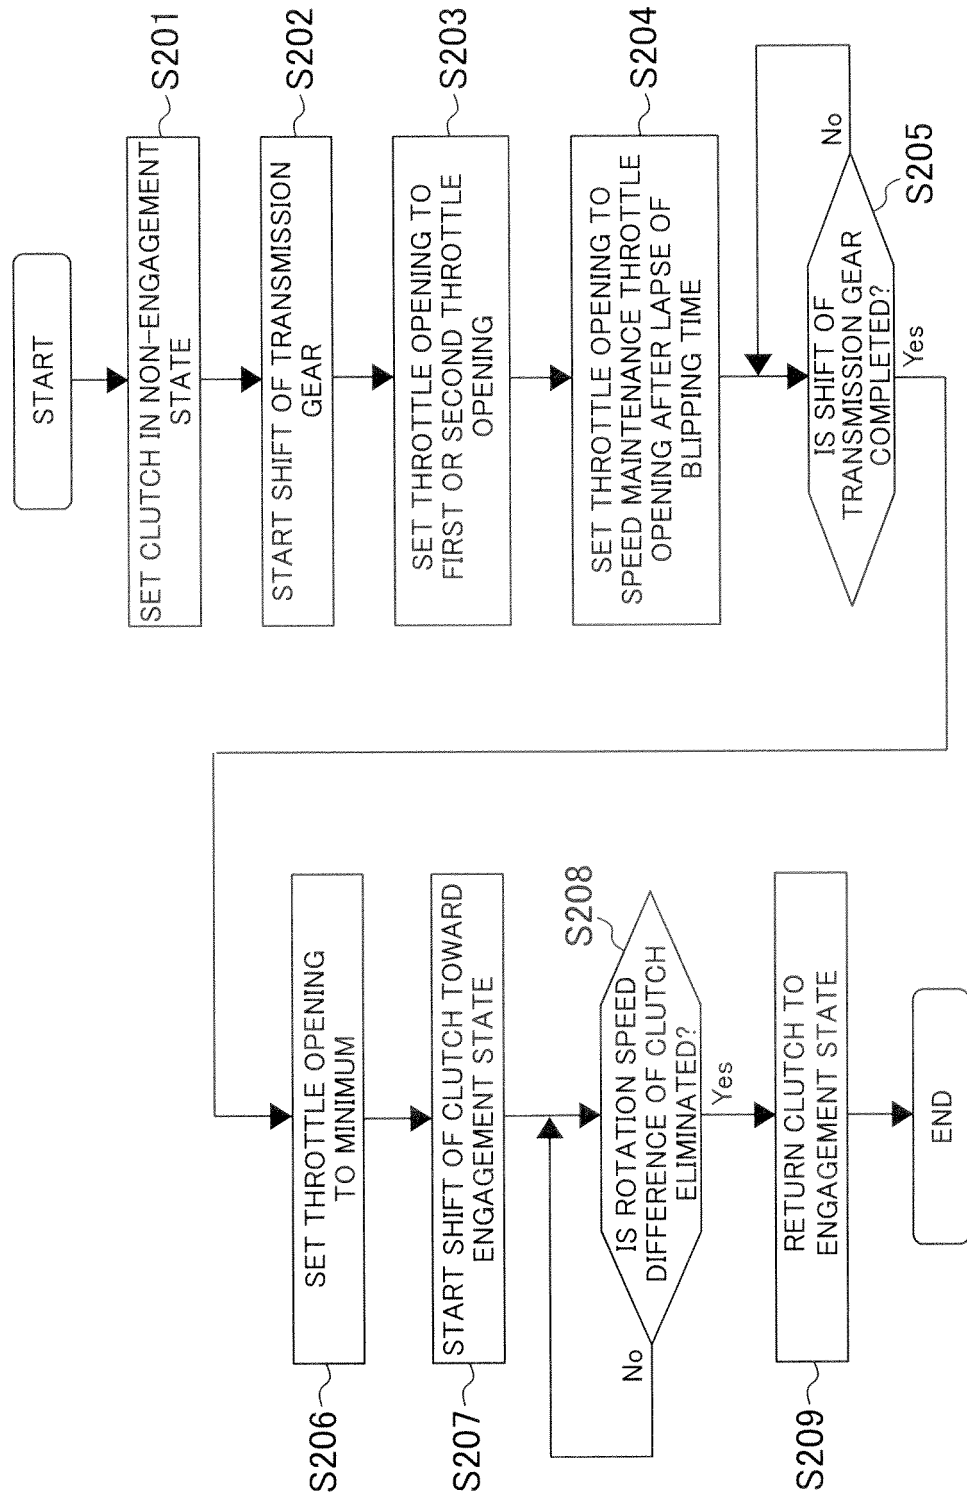 START
SET CLUTCH IN NON-ENGAGEMENT
STATE
S201
START SHIFT OF TRANSMISSION
GEAR
S202
SET THROTTLE OPENING TO
FIRST OR SECOND THROTTLE
OPENING
S203
SET THROTTLE OPENING TO
SPEED MAINTENANCE THROTTLE
OPENING AFTER LAPSE OF
BLIPPING TIME
S204
IS SHIFT OF
TRANSMISSION GEAR
COMPLETED?
S205
No
Yes
SET THROTTLE OPENING
TO MINIMUM
S206
START SHIFT OF CLUTCH TOWARD
ENGAGEMENT STATE
S207
IS ROTATION SPEED
DIFFERENCE OF CLUTCH
ELIMINATED?
S208
No
Yes
RETURN CLUTCH TO
ENGAGEMENT STATE
S209
END